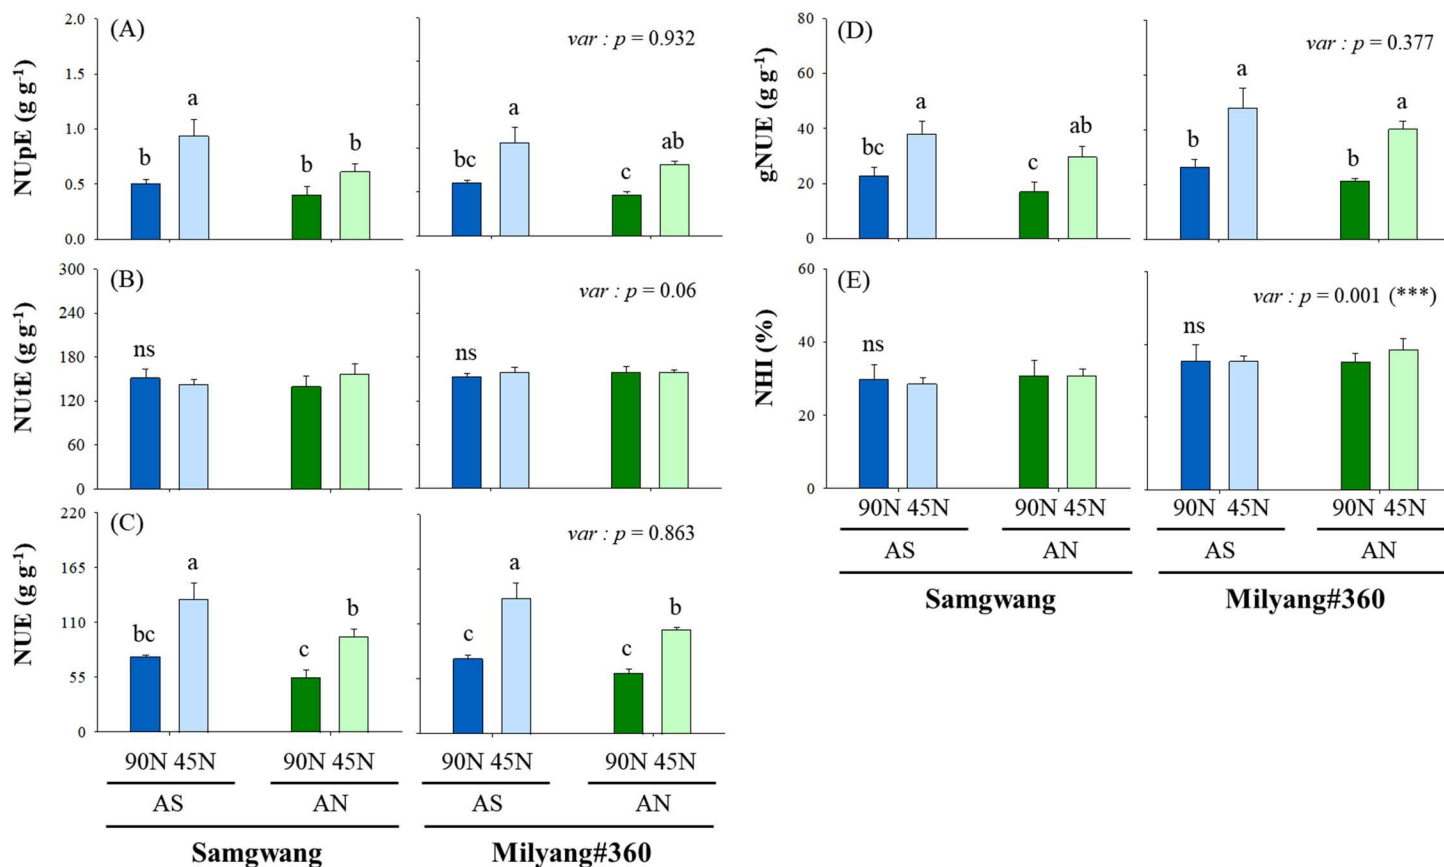 (A)
var : p = 0.932
NUpE (g g-1)
2.0
1.5
1.0
0.5
0.0
b
a
b
b
bc
a
c
ab
(B)
var : p = 0.06
NUtE (g g-1)
300
240
180
120
60
0
ns
ns
(C)
var : p = 0.863
NUE (g g-1)
220
165
110
55
0
bc
a
c
b
c
a
c
b
90N 45N 90N 45N 90N 45N 90N 45N
AS AN AS AN
Samgwang Milyang#360
(D)
var : p = 0.377
gNUE (g g-1)
80
60
40
20
0
bc
a
c
ab
b
a
b
a
(E)
var : p = 0.001 (***)
NHI (%)
60
40
20
0
ns
ns
90N 45N 90N 45N 90N 45N 90N 45N
AS AN AS AN
Samgwang Milyang#360